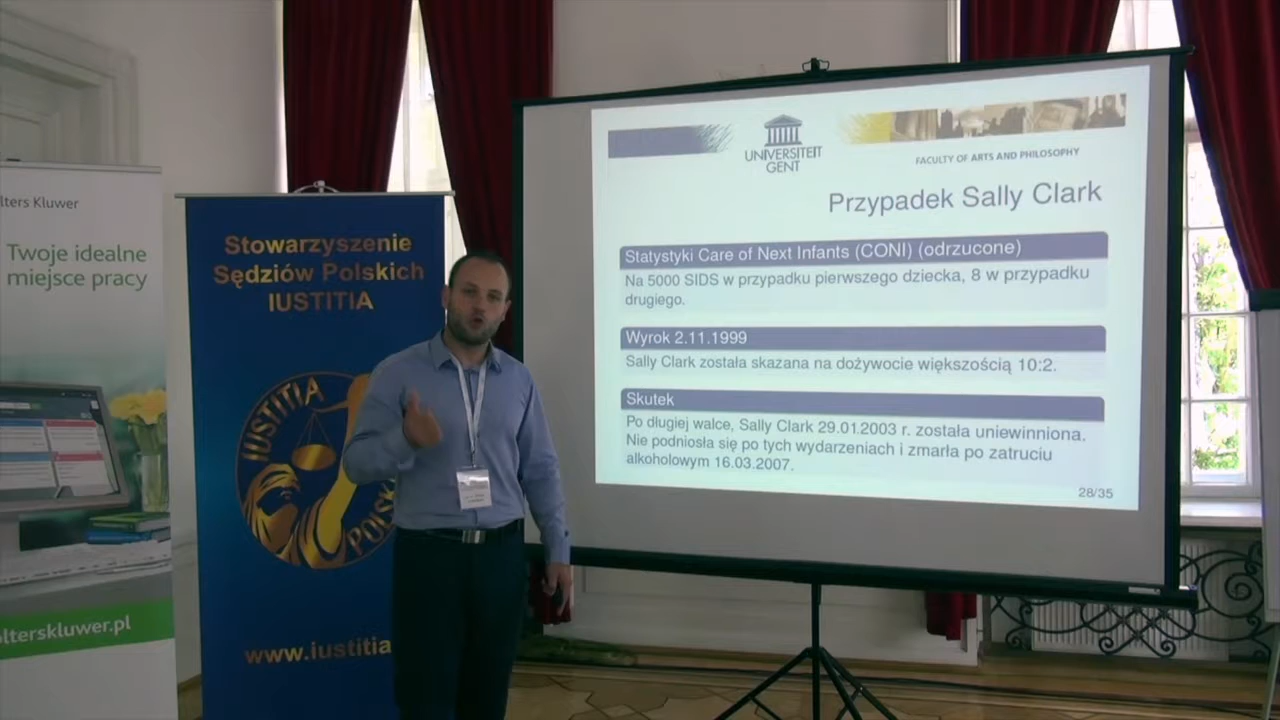 lters Kluwer
Twoje idealne
miejsce pracy
olterskluwer.pl
Stowarzyszenie
Sędziów Polskich
IUSTITIA
IUSTITIA
POLSK
www.iustitia
UNIVERSITEIT
GENT
FACULTY OF ARTS AND PHILOSOPHY
Przypadek Sally Clark
Statystyki Care of Next Infants (CONI) (odrzucone)
Na 5000 SIDS w przypadku pierwszego dziecka, 8 w przypadku
drugiego.
Wyrok 2.11.1999
Sally Clark została skazana na dożywocie większością 10:2.
Skutek
Po długiej walce, Sally Clark 29.01.2003 r. została uniewinniona.
Nie podniosła się po tych wydarzeniach i zmarła po zatruciu
alkoholowym 16.03.2007.
28/35